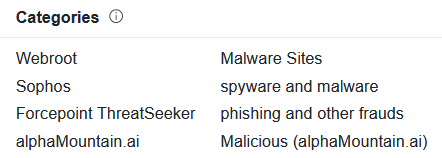 Categories
Webroot Malware Sites
Sophos spyware and malware
Forcepoint ThreatSeeker phishing and other frauds
alphaMountain.ai Malicious (alphaMountain.ai)